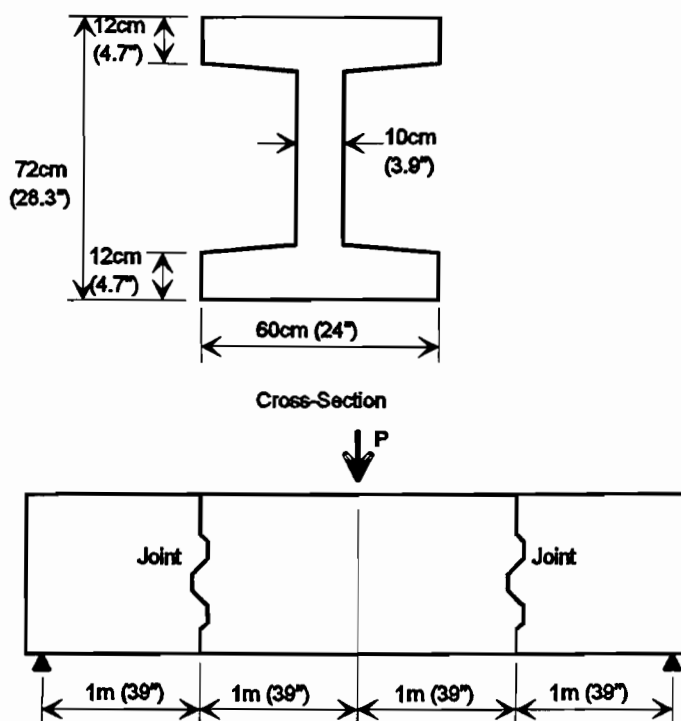 12cm
(4.7")
10cm
(3.9")
72cm
(28.3")
12cm
(4.7")
60cm (24")
Cross-Section
P
Joint
Joint
1m (39")
1m (39")
1m (39")
1m (39")